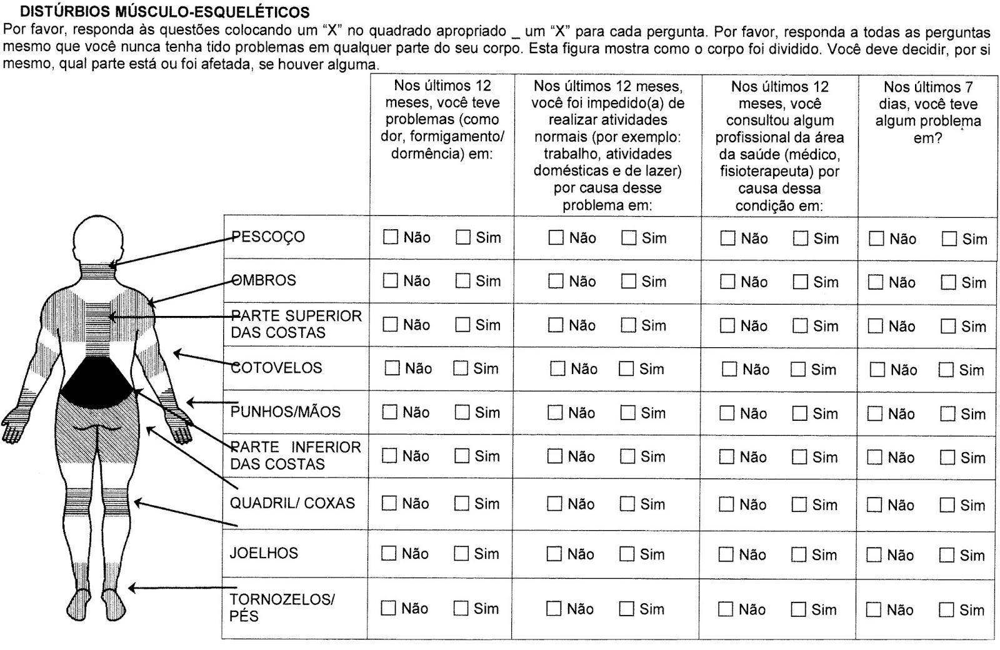 DISTÚRBIOS MÚSCULO-ESQUELÉTICOS
Por favor, responda às questões colocando um “X” no quadrado apropriado _ um “X” para cada pergunta. Por favor, responda a todas as perguntas
mesmo que você nunca tenha tido problemas em qualquer parte do seu corpo. Esta figura mostra como o corpo foi dividido. Você deve decidir, por si
mesmo, qual parte está ou foi afetada, se houver alguma.
Nos últimos 12
meses, você teve
problemas (como
dor, formigamento/
dormência) em:
Nos últimos 12 meses,
você foi impedido(a) de
realizar atividades
normais (por exemplo:
trabalho, atividades
domésticas e de lazer)
por causa desse
problema em:
Nos últimos 12
meses, você
consultou algum
profissional da área
da saúde (médico,
fisioterapeuta) por
causa dessa
condição em:
Nos últimos 7
dias, você teve
algum problema
em?
PESCOÇO
Não Sim Não Sim Não Sim Não Sim
OMBROS
Não Sim Não Sim Não Sim Não Sim
PARTE SUPERIOR
DAS COSTAS
Não Sim Não Sim Não Sim Não Sim
COTOVELOS
Não Sim Não Sim Não Sim Não Sim
PUNHOS/MÃOS
Não Sim Não Sim Não Sim Não Sim
PARTE INFERIOR
DAS COSTAS
Não Sim Não Sim Não Sim Não Sim
QUADRIL/ COXAS
Não Sim Não Sim Não Sim Não Sim
JOELHOS
Não Sim Não Sim Não Sim Não Sim
TORNOZELOS/
PÉS
Não Sim Não Sim Não Sim Não Sim